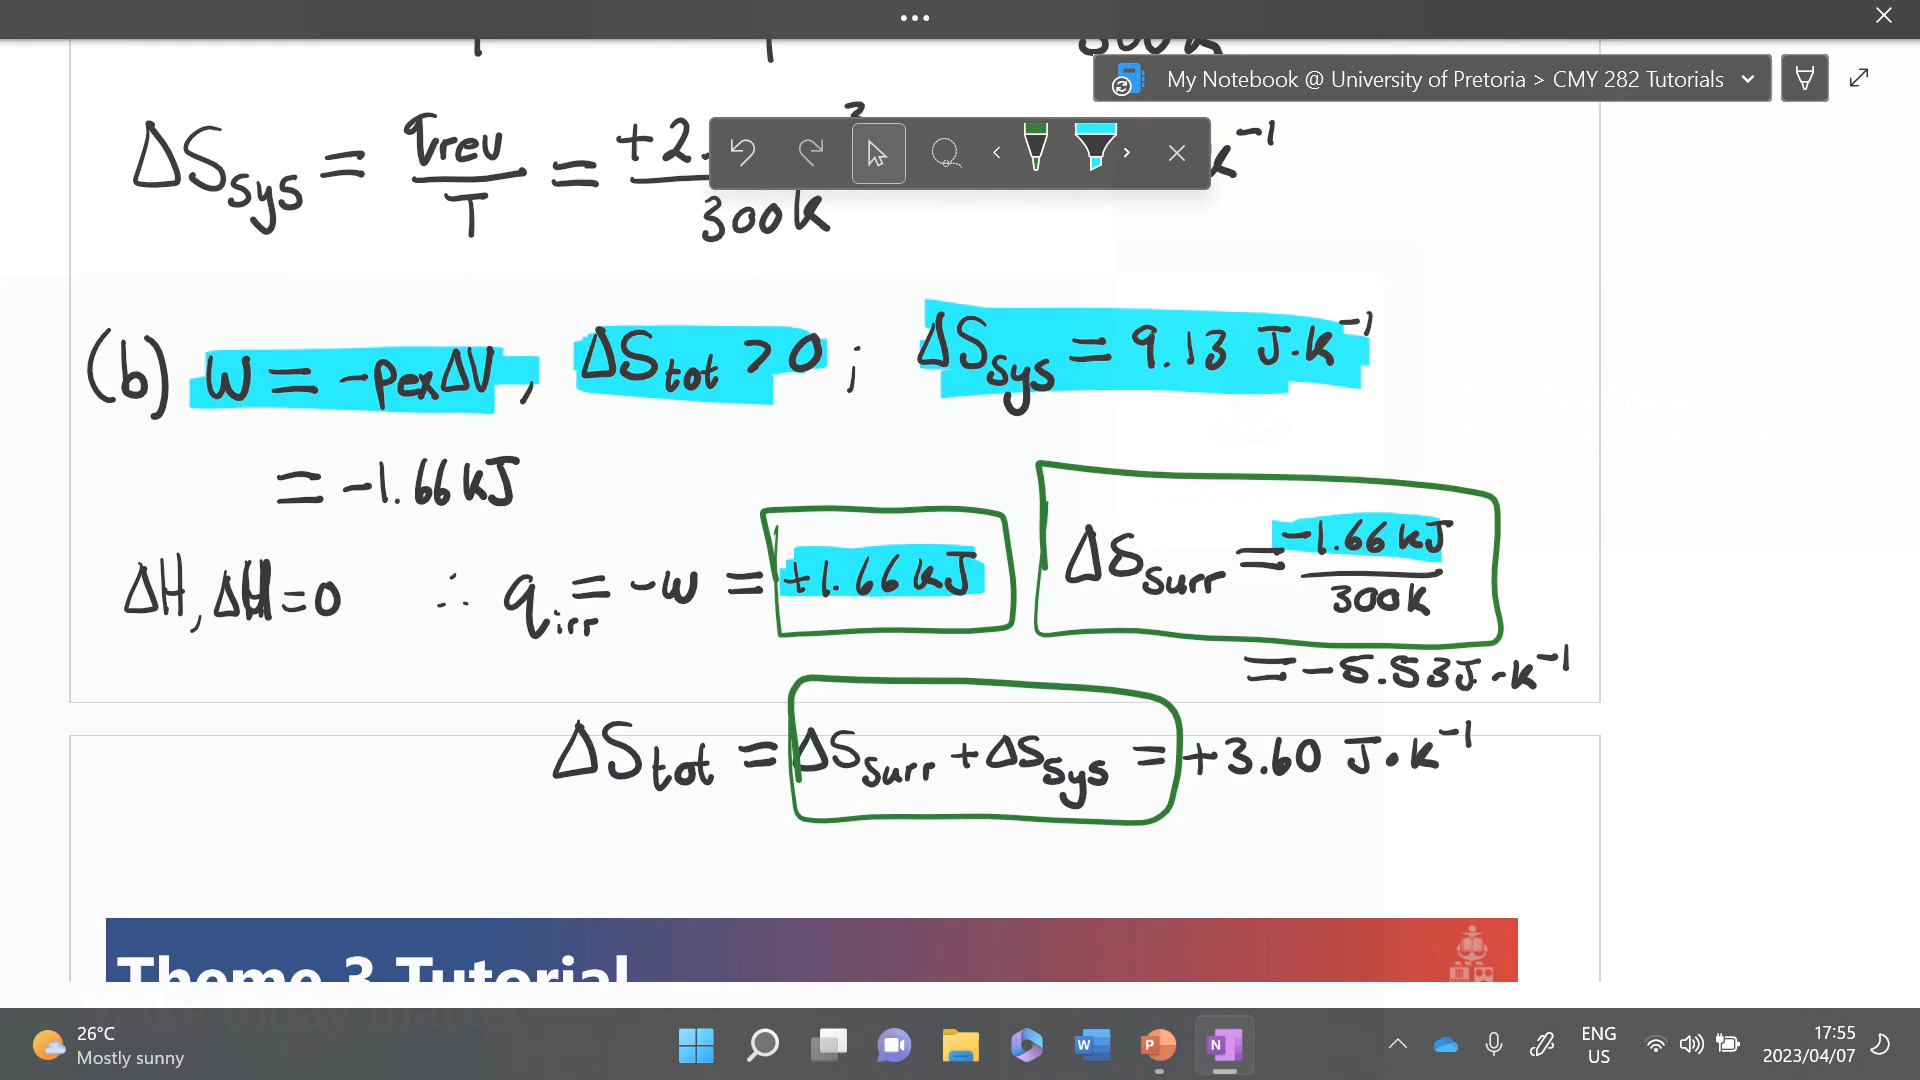 My Notebook @ University of Pretoria > CMY 282 Tutorials
ΔSsys = qrev/T = +2. 300K K⁻¹
(b) w = -pexΔV, ΔStot > 0; ΔSsys = 9.13 J·K⁻¹
= -1.66 kJ
ΔH, ΔH = 0 ∴ qirr = -w = +1.66 kJ ΔSsurr = -1.66 kJ/300K
= -5.53 J·K⁻¹
ΔStot = ΔSsurr + ΔSsys = +3.60 J·K⁻¹
Theme 3 Tutorial
Make today matter
26°C
Mostly sunny
ENG
US
17:55
2023/04/07